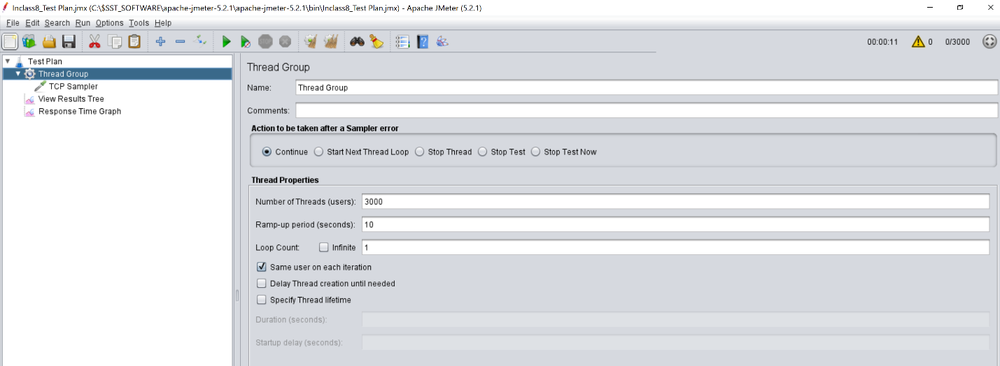 Inclass8_Test Plan.jmx (C:\$SST_SOFTWARE\apache-jmeter-5.2.1\apache-jmeter-5.2.1\bin\Inclass8_Test Plan.jmx) - Apache JMeter (5.2.1)
File Edit Search Run Options Tools Help
00:00:11 0 0/3000
Test Plan
Thread Group
TCP Sampler
View Results Tree
Response Time Graph
Thread Group
Name: Thread Group
Comments:
Action to be taken after a Sampler error
Continue Start Next Thread Loop Stop Thread Stop Test Stop Test Now
Thread Properties
Number of Threads (users): 3000
Ramp-up period (seconds): 10
Loop Count: Infinite 1
Same user on each iteration
Delay Thread creation until needed
Specify Thread lifetime
Duration (seconds):
Startup delay (seconds):